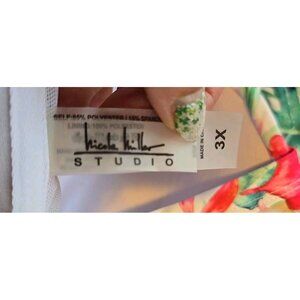 SELF: 85% POLYESTER / 15% SPANDEX
LINING: 100% POLYESTER
nicole miller
STUDIO
3X
MADE IN